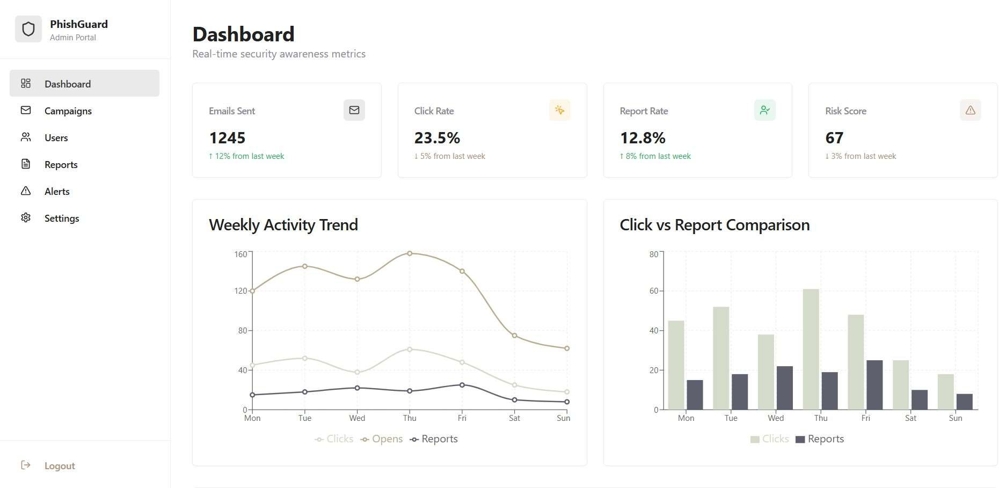 PhishGuard
Admin Portal
Dashboard
Campaigns
Users
Reports
Alerts
Settings
Logout
Dashboard
Real-time security awareness metrics
Emails Sent
1245
↑ 12% from last week
Click Rate
23.5%
↓ 5% from last week
Report Rate
12.8%
↑ 8% from last week
Risk Score
67
↓ 3% from last week
Weekly Activity Trend
160
120
80
40
0
Mon Tue Wed Thu Fri Sat Sun
Clicks Opens Reports
Click vs Report Comparison
80
60
40
20
0
Mon Tue Wed Thu Fri Sat Sun
Clicks Reports